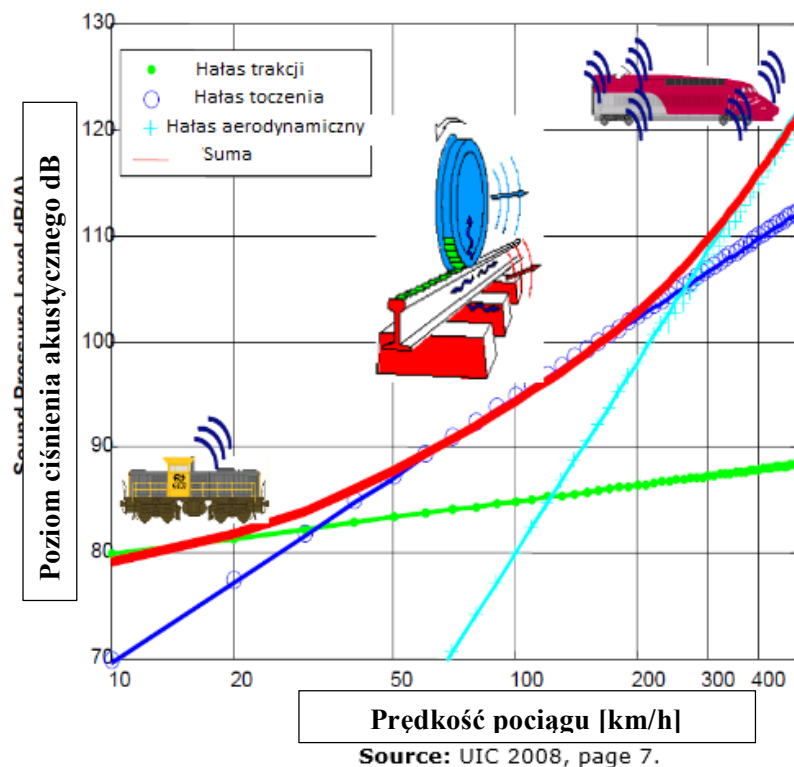 130
120
110
100
90
80
70
Hałas trakcji
Hałas toczenia
Hałas aerodynamiczny
Suma
Sound Pressure Level dB(A)
Poziom ciśnienia akustycznego dB
10 20 50 100 200 300 400
Prędkość pociągu [km/h]
Source: UIC 2008, page 7.